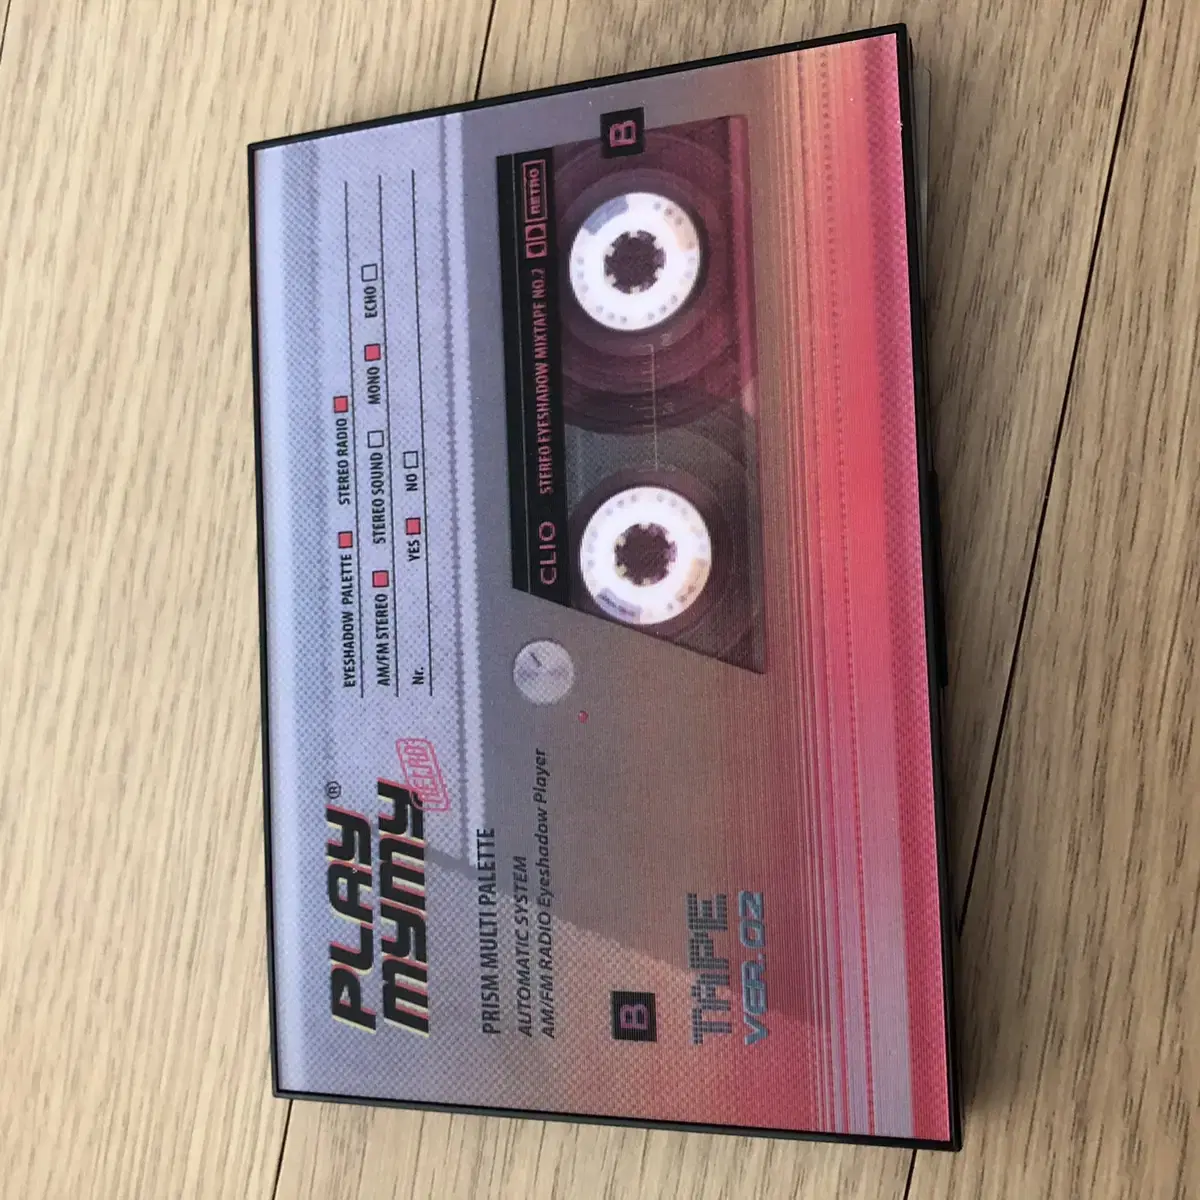 PLAY®
MYMY
RETRO
EYESHADOW PALETTE STEREO RADIO
AM/FM STEREO STEREO SOUND MONO ECHO
Nr. YES NO
PRISM MULTI PALETTE
AUTOMATIC SYSTEM
AM/FM RADIO Eyeshadow Player
CLIO STEREO EYESHADOW MIXTAPE NO.2 RETRO
B
B
TAPE
VER.02